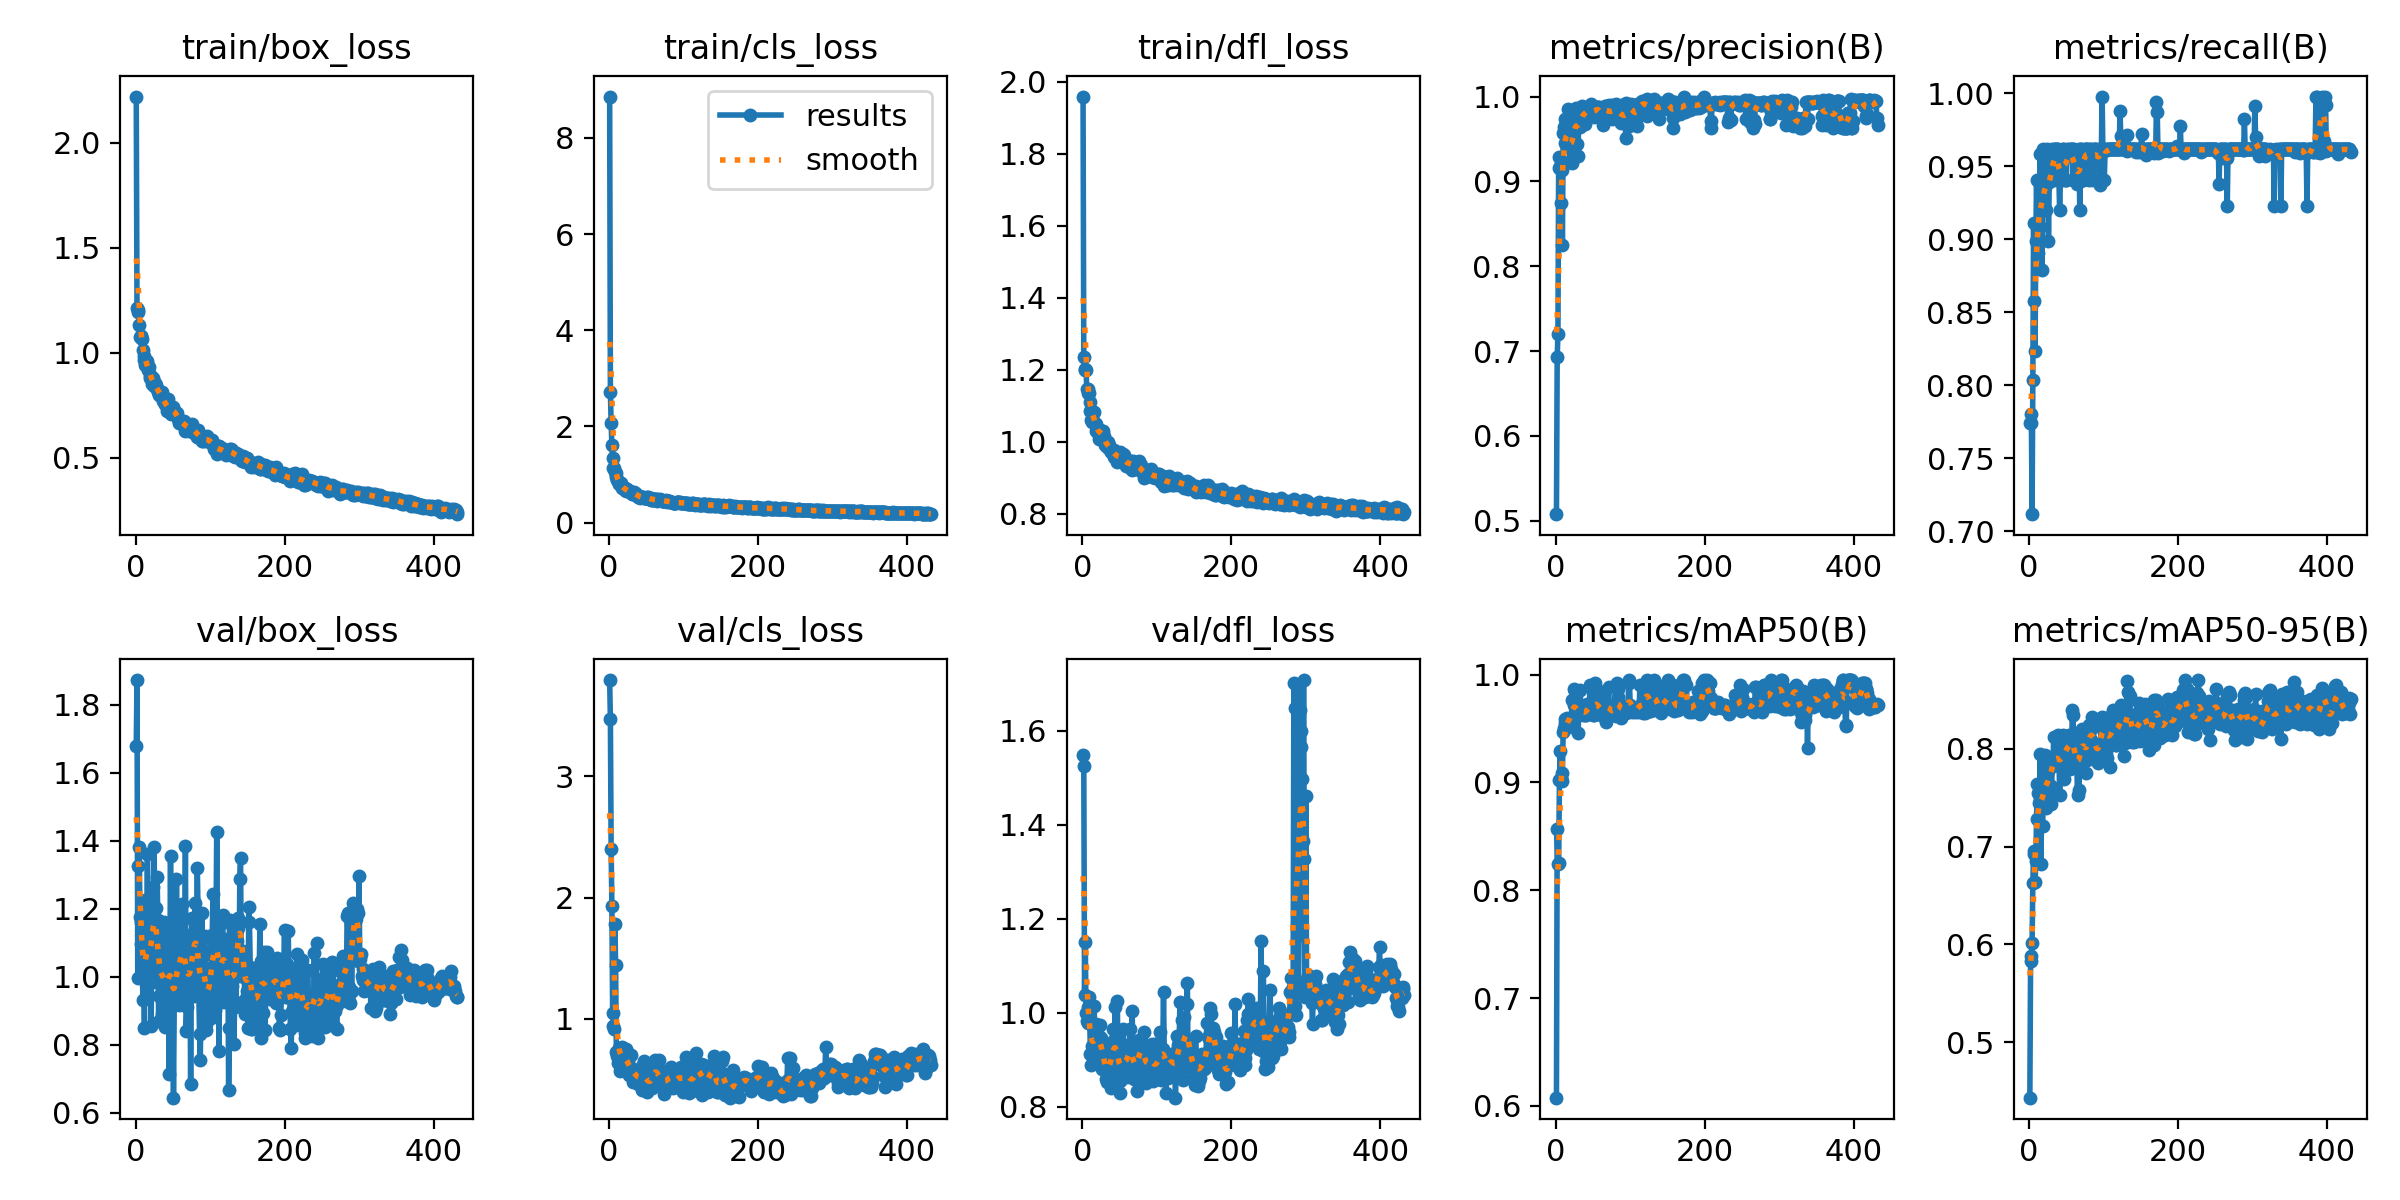 train/box_loss
2.0
1.5
1.0
0.5
0 200 400
train/cls_loss
results
smooth
8
6
4
2
0
0 200 400
train/dfl_loss
2.0
1.8
1.6
1.4
1.2
1.0
0.8
0 200 400
metrics/precision(B)
1.0
0.9
0.8
0.7
0.6
0.5
0 200 400
metrics/recall(B)
1.00
0.95
0.90
0.85
0.80
0.75
0.70
0 200 400
val/box_loss
1.8
1.6
1.4
1.2
1.0
0.8
0.6
0 200 400
val/cls_loss
3
2
1
0 200 400
val/dfl_loss
1.6
1.4
1.2
1.0
0.8
0 200 400
metrics/mAP50(B)
1.0
0.9
0.8
0.7
0.6
0 200 400
metrics/mAP50-95(B)
0.8
0.7
0.6
0.5
0 200 400